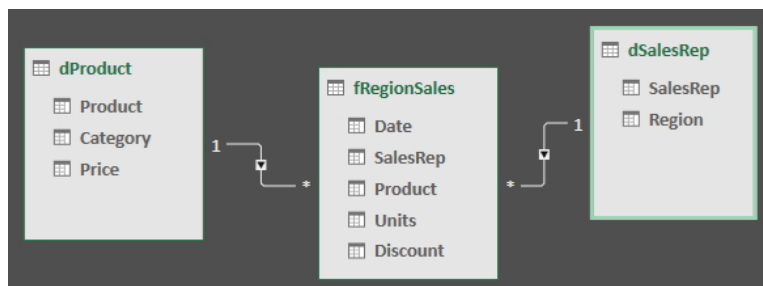 dProduct
Product
Category
Price
1
*
fRegionSales
Date
SalesRep
Product
Units
Discount
*
1
dSalesRep
SalesRep
Region